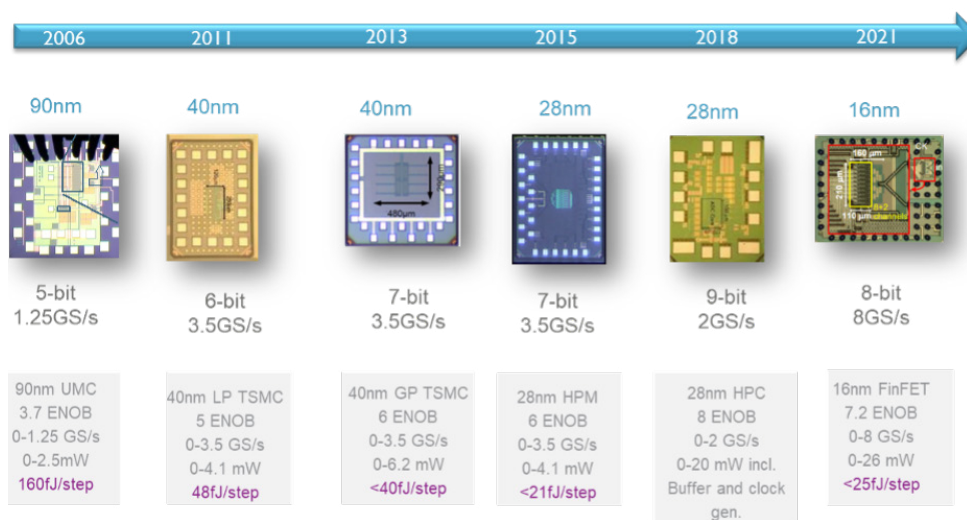 2006 2011 2013 2015 2018 2021
90nm 40nm 40nm 28nm 28nm 16nm
480µm
160 µm
210 µm
110 µm
channels
5-bit
1.25GS/s
6-bit
3.5GS/s
7-bit
3.5GS/s
7-bit
3.5GS/s
9-bit
2GS/s
8-bit
8GS/s
90nm UMC
3.7 ENOB
0-1.25 GS/s
0-2.5mW
160fJ/step
40nm LP TSMC
5 ENOB
0-3.5 GS/s
0-4.1 mW
48fJ/step
40nm GP TSMC
6 ENOB
0-3.5 GS/s
0-6.2 mW
<40fJ/step
28nm HPM
6 ENOB
0-3.5 GS/s
0-4.1 mW
<21fJ/step
28nm HPC
8 ENOB
0-2 GS/s
0-20 mW incl.
Buffer and clock
gen.
16nm FinFET
7.2 ENOB
0-8 GS/s
0-26 mW
<25fJ/step